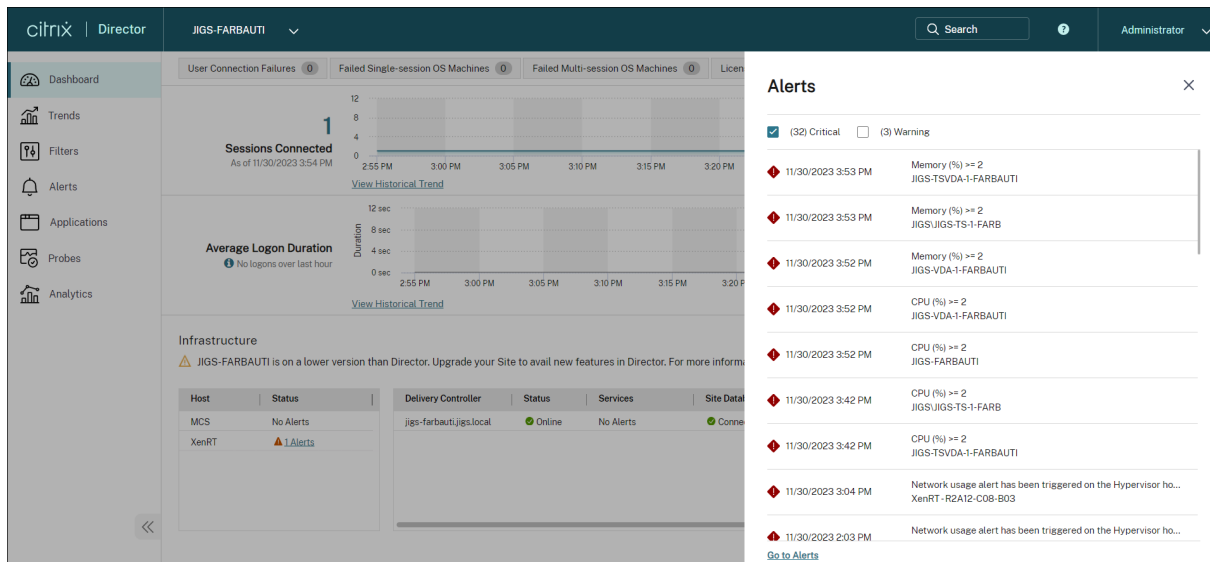 citrix | Director
JIGS-FARBAUTI
Search
?
Administrator
Dashboard
Trends
Filters
Alerts
Applications
Probes
Analytics
User Connection Failures 0
Failed Single-session OS Machines 0
Failed Multi-session OS Machines 0
Licen
1
Sessions Connected
As of 11/30/2023 3:54 PM
12
8
4
0
2:55 PM 3:00 PM 3:05 PM 3:10 PM 3:15 PM 3:20 PM
View Historical Trend
Average Logon Duration
No logons over last hour
Duration
12 sec
8 sec
4 sec
0 sec
2:55 PM 3:00 PM 3:05 PM 3:10 PM 3:15 PM 3:20 P
View Historical Trend
Infrastructure
JIGS-FARBAUTI is on a lower version than Director. Upgrade your Site to avail new features in Director. For more informa
Host Status
MCS No Alerts
XenRT 1 Alerts
Delivery Controller Status Services Site Datab
jigs-farbauti.jigs.local Online No Alerts Conne
Alerts
(32) Critical (3) Warning
11/30/2023 3:53 PM
Memory (%) >= 2
JIGS-TSVDA-1-FARBAUTI
11/30/2023 3:53 PM
Memory (%) >= 2
JIGS\JIGS-TS-1-FARB
11/30/2023 3:52 PM
Memory (%) >= 2
JIGS-VDA-1-FARBAUTI
11/30/2023 3:52 PM
CPU (%) >= 2
JIGS-VDA-1-FARBAUTI
11/30/2023 3:52 PM
CPU (%) >= 2
JIGS-FARBAUTI
11/30/2023 3:42 PM
CPU (%) >= 2
JIGS\JIGS-TS-1-FARB
11/30/2023 3:42 PM
CPU (%) >= 2
JIGS-TSVDA-1-FARBAUTI
11/30/2023 3:04 PM
Network usage alert has been triggered on the Hypervisor ho...
XenRT - R2A12-C08-B03
11/30/2023 2:03 PM
Network usage alert has been triggered on the Hypervisor ho...
Go to Alerts